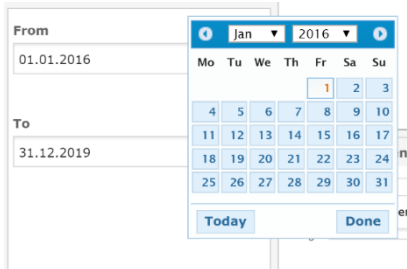 From
01.01.2016
To
31.12.2019
Jan 2016
Mo Tu We Th Fr Sa Su
1 2 3
4 5 6 7 8 9 10
11 12 13 14 15 16 17
18 19 20 21 22 23 24
25 26 27 28 29 30 31
Today Done